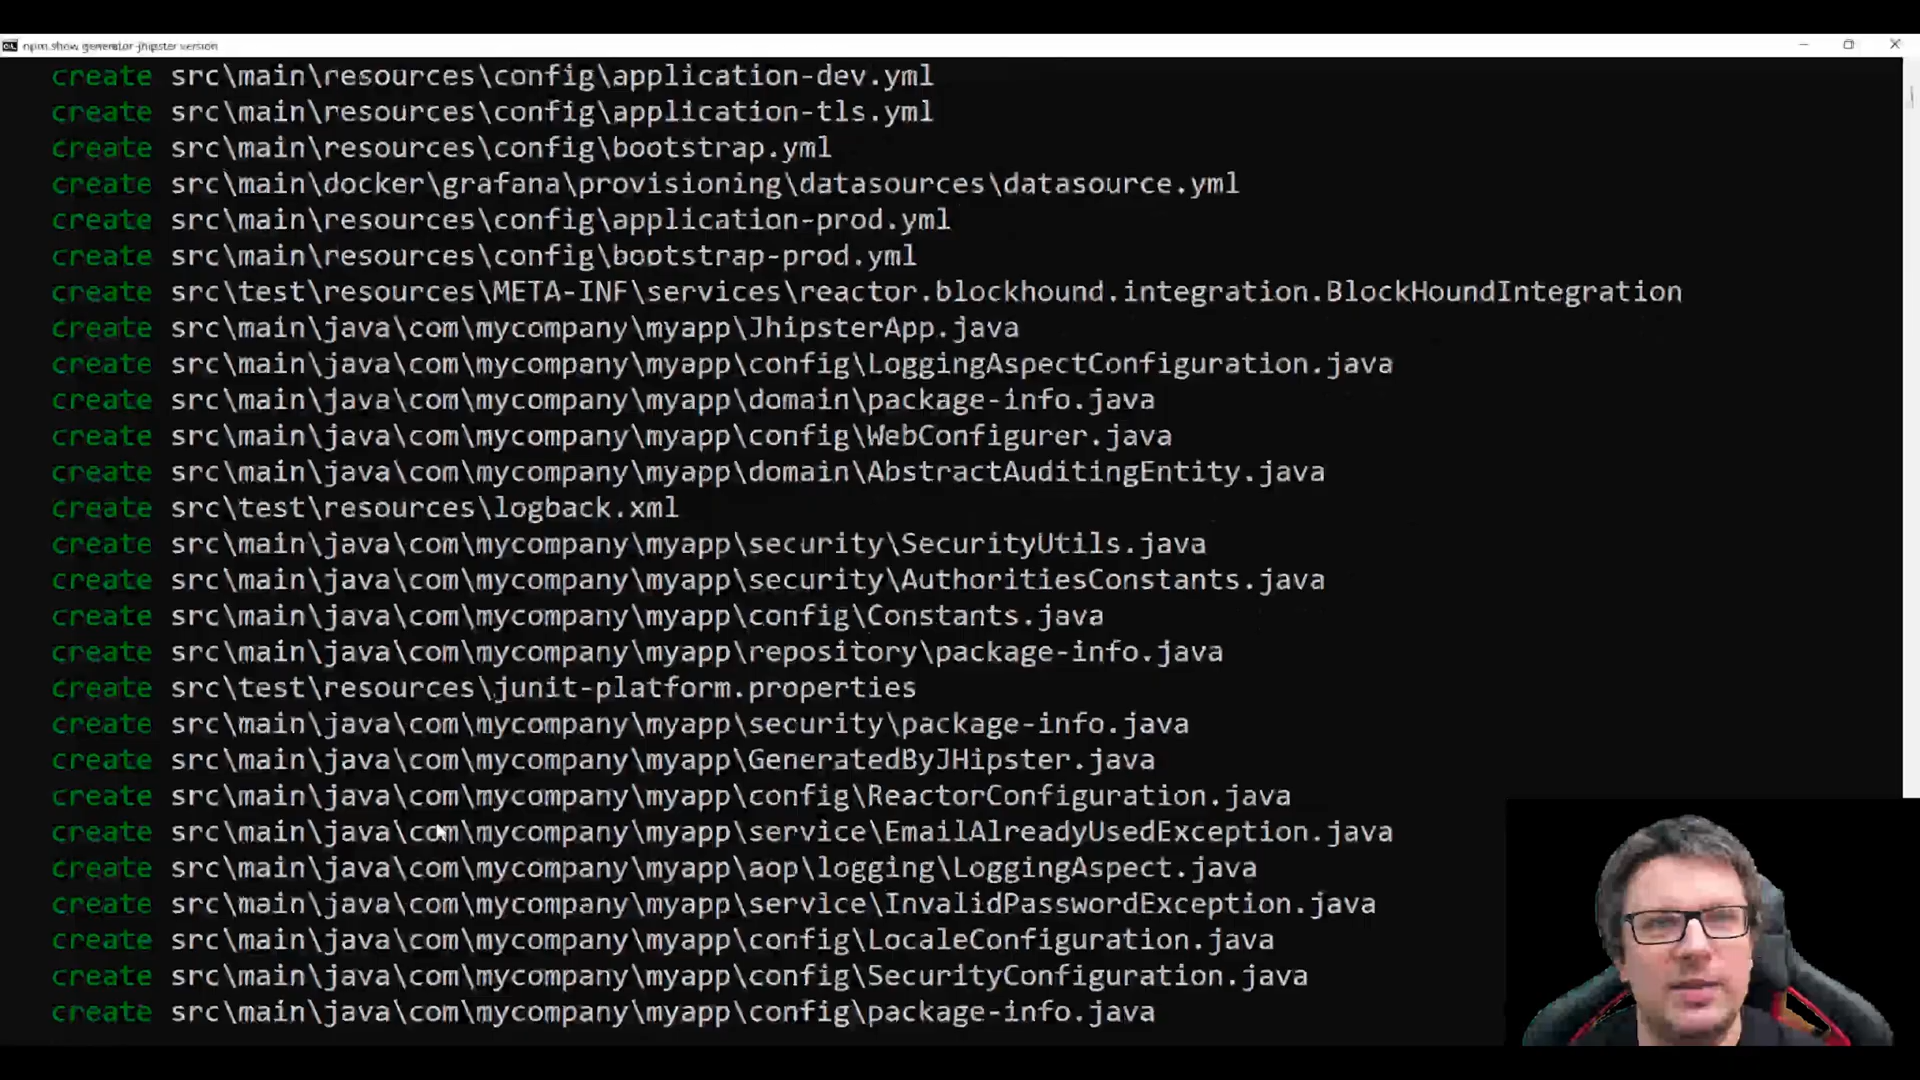 npm show generator-jhipster version
create src\main\resources\config\application-dev.yml
create src\main\resources\config\application-tls.yml
create src\main\resources\config\bootstrap.yml
create src\main\docker\grafana\provisioning\datasources\datasource.yml
create src\main\resources\config\application-prod.yml
create src\main\resources\config\bootstrap-prod.yml
create src\test\resources\META-INF\services\reactor.blockhound.integration.BlockHoundIntegration
create src\main\java\com\mycompany\myapp\JhipsterApp.java
create src\main\java\com\mycompany\myapp\config\LoggingAspectConfiguration.java
create src\main\java\com\mycompany\myapp\domain\package-info.java
create src\main\java\com\mycompany\myapp\config\WebConfigurer.java
create src\main\java\com\mycompany\myapp\domain\AbstractAuditingEntity.java
create src\test\resources\logback.xml
create src\main\java\com\mycompany\myapp\security\SecurityUtils.java
create src\main\java\com\mycompany\myapp\security\AuthoritiesConstants.java
create src\main\java\com\mycompany\myapp\config\Constants.java
create src\main\java\com\mycompany\myapp\repository\package-info.java
create src\test\resources\junit-platform.properties
create src\main\java\com\mycompany\myapp\security\package-info.java
create src\main\java\com\mycompany\myapp\GeneratedByJHipster.java
create src\main\java\com\mycompany\myapp\config\ReactorConfiguration.java
create src\main\java\com\mycompany\myapp\service\EmailAlreadyUsedException.java
create src\main\java\com\mycompany\myapp\aop\logging\LoggingAspect.java
create src\main\java\com\mycompany\myapp\service\InvalidPasswordException.java
create src\main\java\com\mycompany\myapp\config\LocaleConfiguration.java
create src\main\java\com\mycompany\myapp\config\SecurityConfiguration.java
create src\main\java\com\mycompany\myapp\config\package-info.java